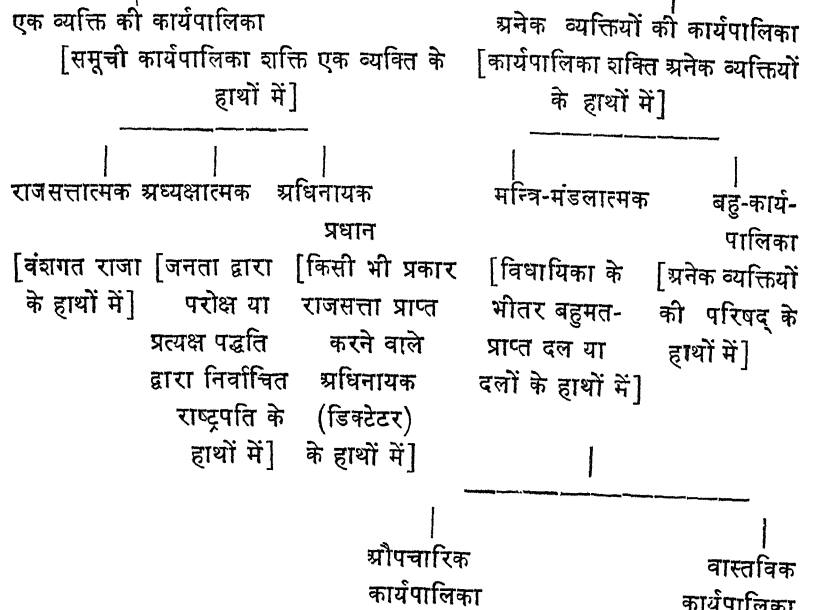 एक व्यक्ति की कार्यपालिका
[समूची कार्यपालिका शक्ति एक व्यक्ति के
हाथों में]
अनेक व्यक्तियों की कार्यपालिका
[कार्यपालिका शक्ति अनेक व्यक्तियों
के हाथों में]
राजसत्तात्मक
[वंशगत राजा
के हाथों में]
अध्यक्षात्मक
[जनता द्वारा
परोक्ष या
प्रत्यक्ष पद्धति
द्वारा निर्वाचित
राष्ट्रपति के
हाथों में]
अधिनायक
प्रधान
[किसी भी प्रकार
राजसत्ता प्राप्त
करने वाले
अधिनायक
(डिक्टेटर)
के हाथों में]
मन्त्रि-मंडलात्मक
[विधायिका के
भीतर बहुमत-
प्राप्त दल या
दलों के हाथों में]
बहु-कार्य-
पालिका
[अनेक व्यक्तियों
की परिषद् के
हाथों में]
औपचारिक
कार्यपालिका
वास्तविक
कार्यपालिका